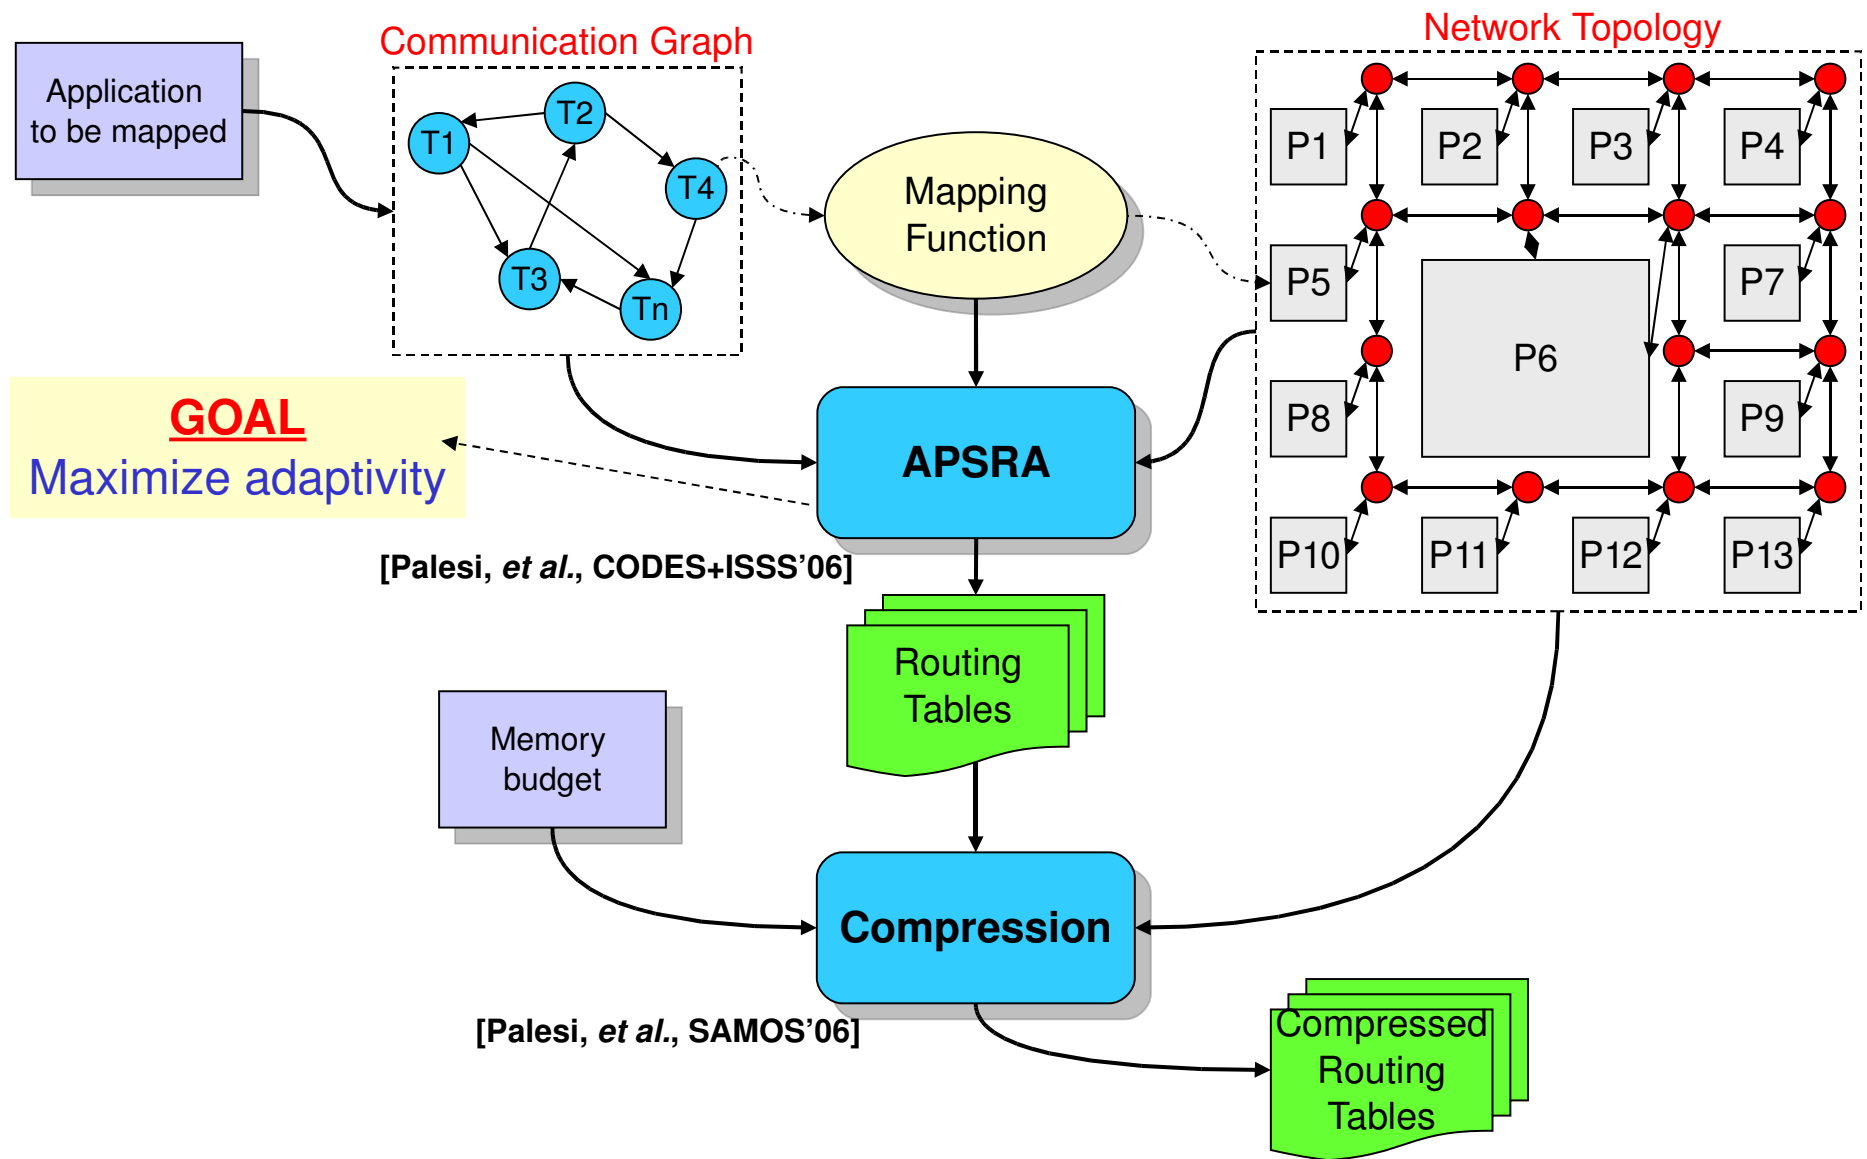 Communication Graph
Network Topology
Application
to be mapped
T1
T2
T3
T4
Tn
Mapping
Function
P1
P2
P3
P4
P5
P6
P7
P8
P9
P10
P11
P12
P13
GOAL
Maximize adaptivity
APSRA
[Palesi, et al., CODES+ISSS’06]
Routing
Tables
Memory
budget
Compression
[Palesi, et al., SAMOS’06]
Compressed
Routing
Tables